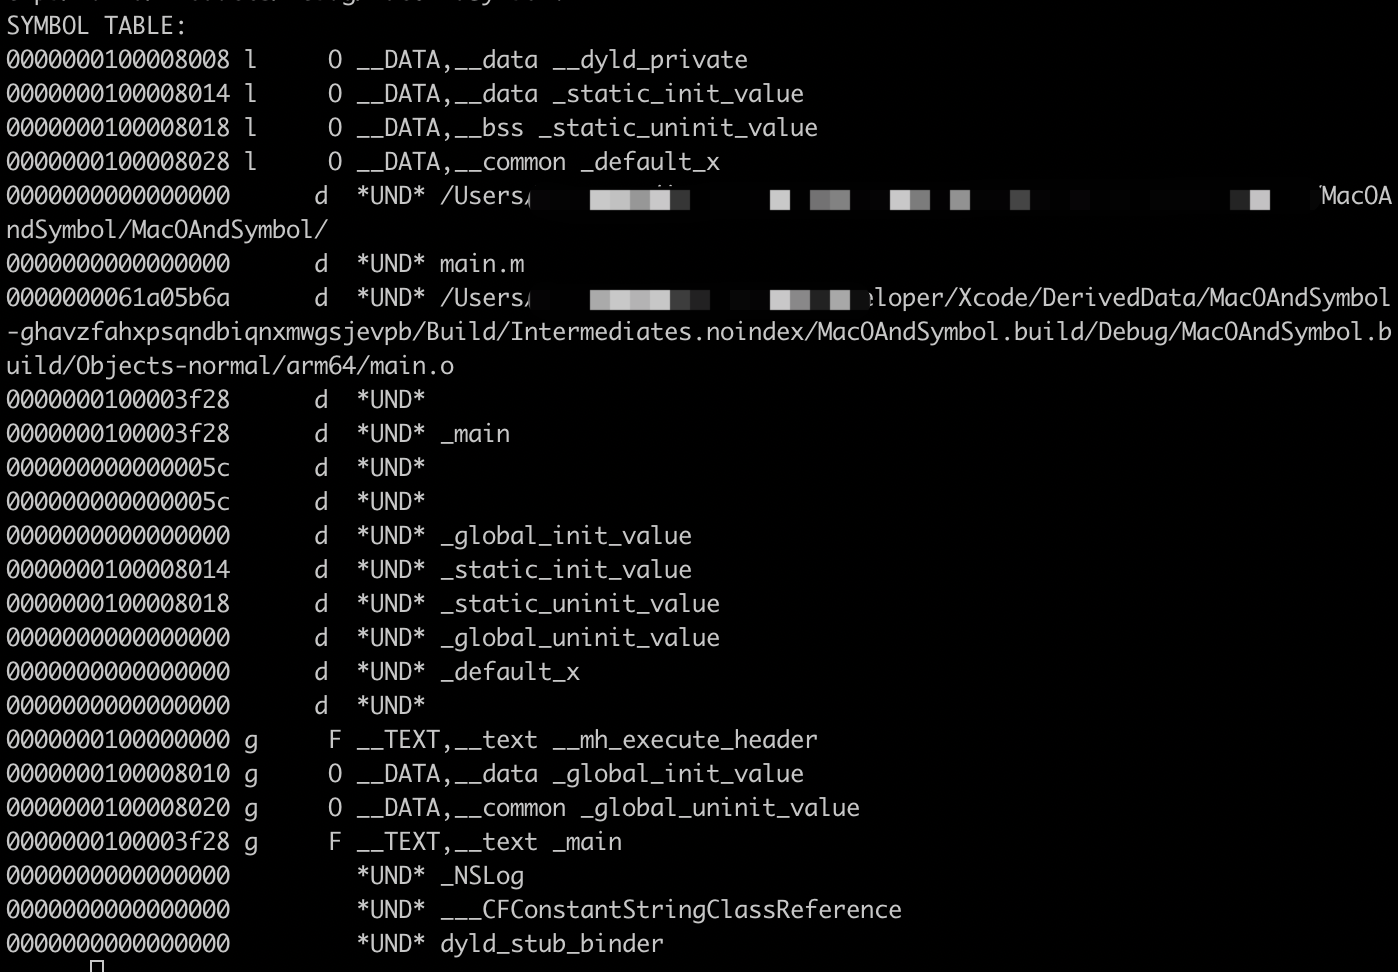 SYMBOL TABLE:
0000000100008008 l     O __DATA,__data __dyld_private
0000000100008014 l     O __DATA,__data _static_init_value
0000000100008018 l     O __DATA,__bss _static_uninit_value
0000000100008028 l     O __DATA,__common _default_x
0000000000000000      d  *UND* /Users/ /MacOA
ndSymbol/MacOAndSymbol/
0000000000000000      d  *UND* main.m
0000000061a05b6a      d  *UND* /Users/ eloper/Xcode/DerivedData/MacOAndSymbol
-ghavzfahxpsqndbiqnxmwgsjevpb/Build/Intermediates.noindex/MacOAndSymbol.build/Debug/MacOAndSymbol.b
uild/Objects-normal/arm64/main.o
0000000100003f28      d  *UND*
0000000100003f28      d  *UND* _main
000000000000005c      d  *UND*
000000000000005c      d  *UND*
0000000000000000      d  *UND* _global_init_value
0000000100008014      d  *UND* _static_init_value
0000000100008018      d  *UND* _static_uninit_value
0000000000000000      d  *UND* _global_uninit_value
0000000000000000      d  *UND* _default_x
0000000000000000      d  *UND*
0000000100000000 g     F __TEXT,__text __mh_execute_header
0000000100008010 g     O __DATA,__data _global_init_value
0000000100008020 g     O __DATA,__common _global_uninit_value
0000000100003f28 g     F __TEXT,__text _main
0000000000000000         *UND* _NSLog
0000000000000000         *UND* ___CFConstantStringClassReference
0000000000000000         *UND* dyld_stub_binder